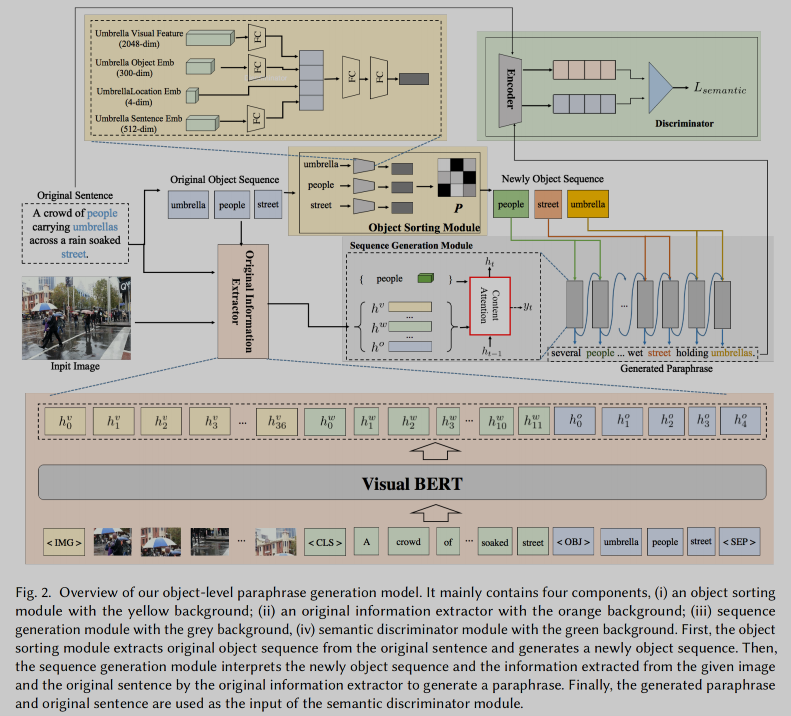 Umbrella Visual Feature
(2048-dim)
FC
Umbrella Object Emb
(300-dim)
FC
UmbrellaLocation Emb
(4-dim)
Umbrella Sentence Emb
(512-dim)
FC
FC
FC
Encoder
L_semantic
Discriminator
Original Sentence
A crowd of people
carrying umbrellas
across a rain soaked
street.
Inpit Image
Original Object Sequence
umbrella people street
umbrella
people
street
P
Object Sorting Module
Newly Object Sequence
people street umbrella
Original Information
Extractor
Sequence Generation Module
{ people }
h^v
...
h^w
...
h^o
h_t
Content
Attention
y_t
h_{t-1}
...
several people ... wet street holding umbrellas.
Generated Paraphrase
h_0^v h_1^v h_2^v h_3^v ... h_36^v h_0^w h_1^w h_2^w h_3^w ... h_10^w h_11^w h_0^o h_1^o h_2^o h_3^o h_4^o
Visual BERT
< IMG > ... < CLS > A crowd of ... soaked street < OBJ > umbrella people street < SEP >
Fig. 2. Overview of our object-level paraphrase generation model. It mainly contains four components, (i) an object sorting
module with the yellow background; (ii) an original information extractor with the orange background; (iii) sequence
generation module with the grey background, (iv) semantic discriminator module with the green background. First, the object
sorting module extracts original object sequence from the original sentence and generates a newly object sequence. Then,
the sequence generation module interprets the newly object sequence and the information extracted from the given image
and the original sentence by the original information extractor to generate a paraphrase. Finally, the generated paraphrase
and original sentence are used as the input of the semantic discriminator module.